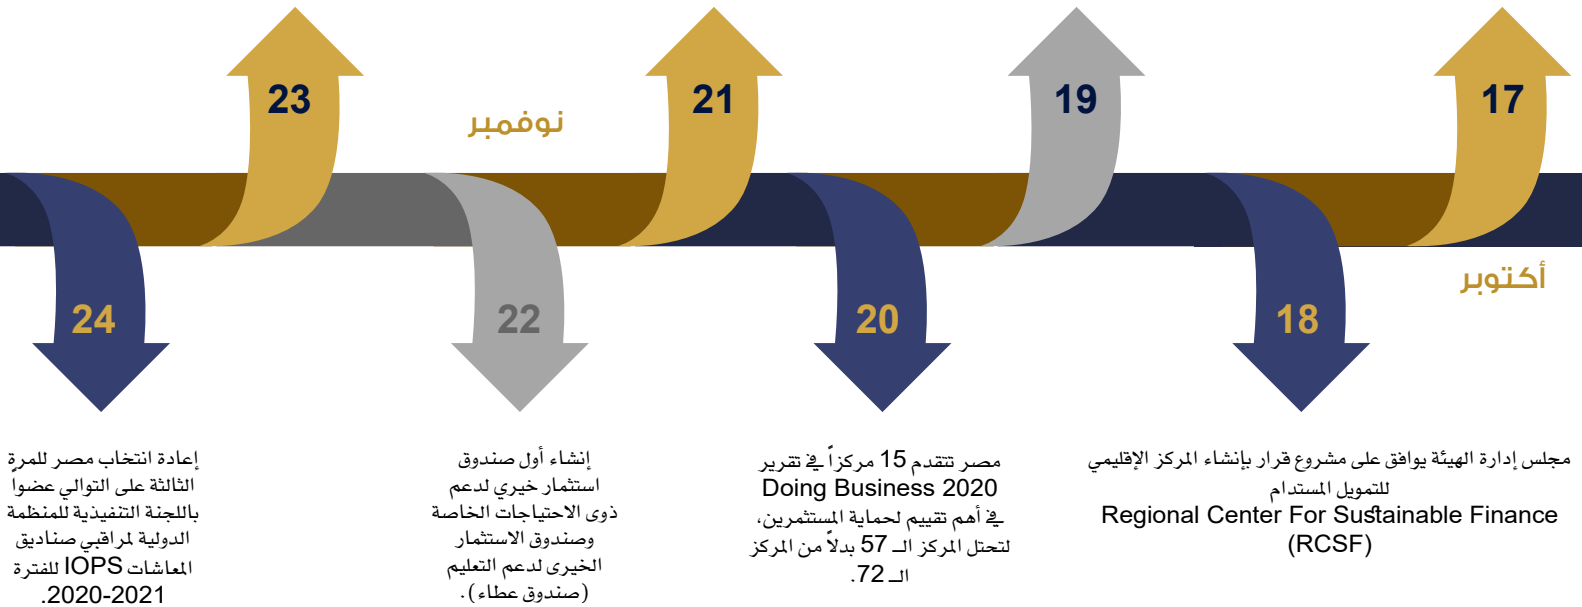 17
19
21
نوفمبر
23
أكتوبر
18
20
22
24
مجلس إدارة الهيئة يوافق على مشروع قرار بإنشاء المركز الإقليمي
للتمويل المستدام
Regional Center For Sustainable Finance
(RCSF)
مصر تتقدم 15 مركزاً في تقرير
Doing Business 2020
في أهم تقييم لحماية المستثمرين،
لتحتل المركز الـ 57 بدلاً من المركز
الـ 72.
إنشاء أول صندوق
استثمار خيري لدعم
ذوى الاحتياجات الخاصة
وصندوق الاستثمار
الخيرى لدعم التعليم
(صندوق عطاء).
إعادة انتخاب مصر للمرة
الثالثة على التوالي عضواً
باللجنة التنفيذية للمنظمة
الدولية لمراقبي صناديق
المعاشات IOPS للفترة
2020-2021.